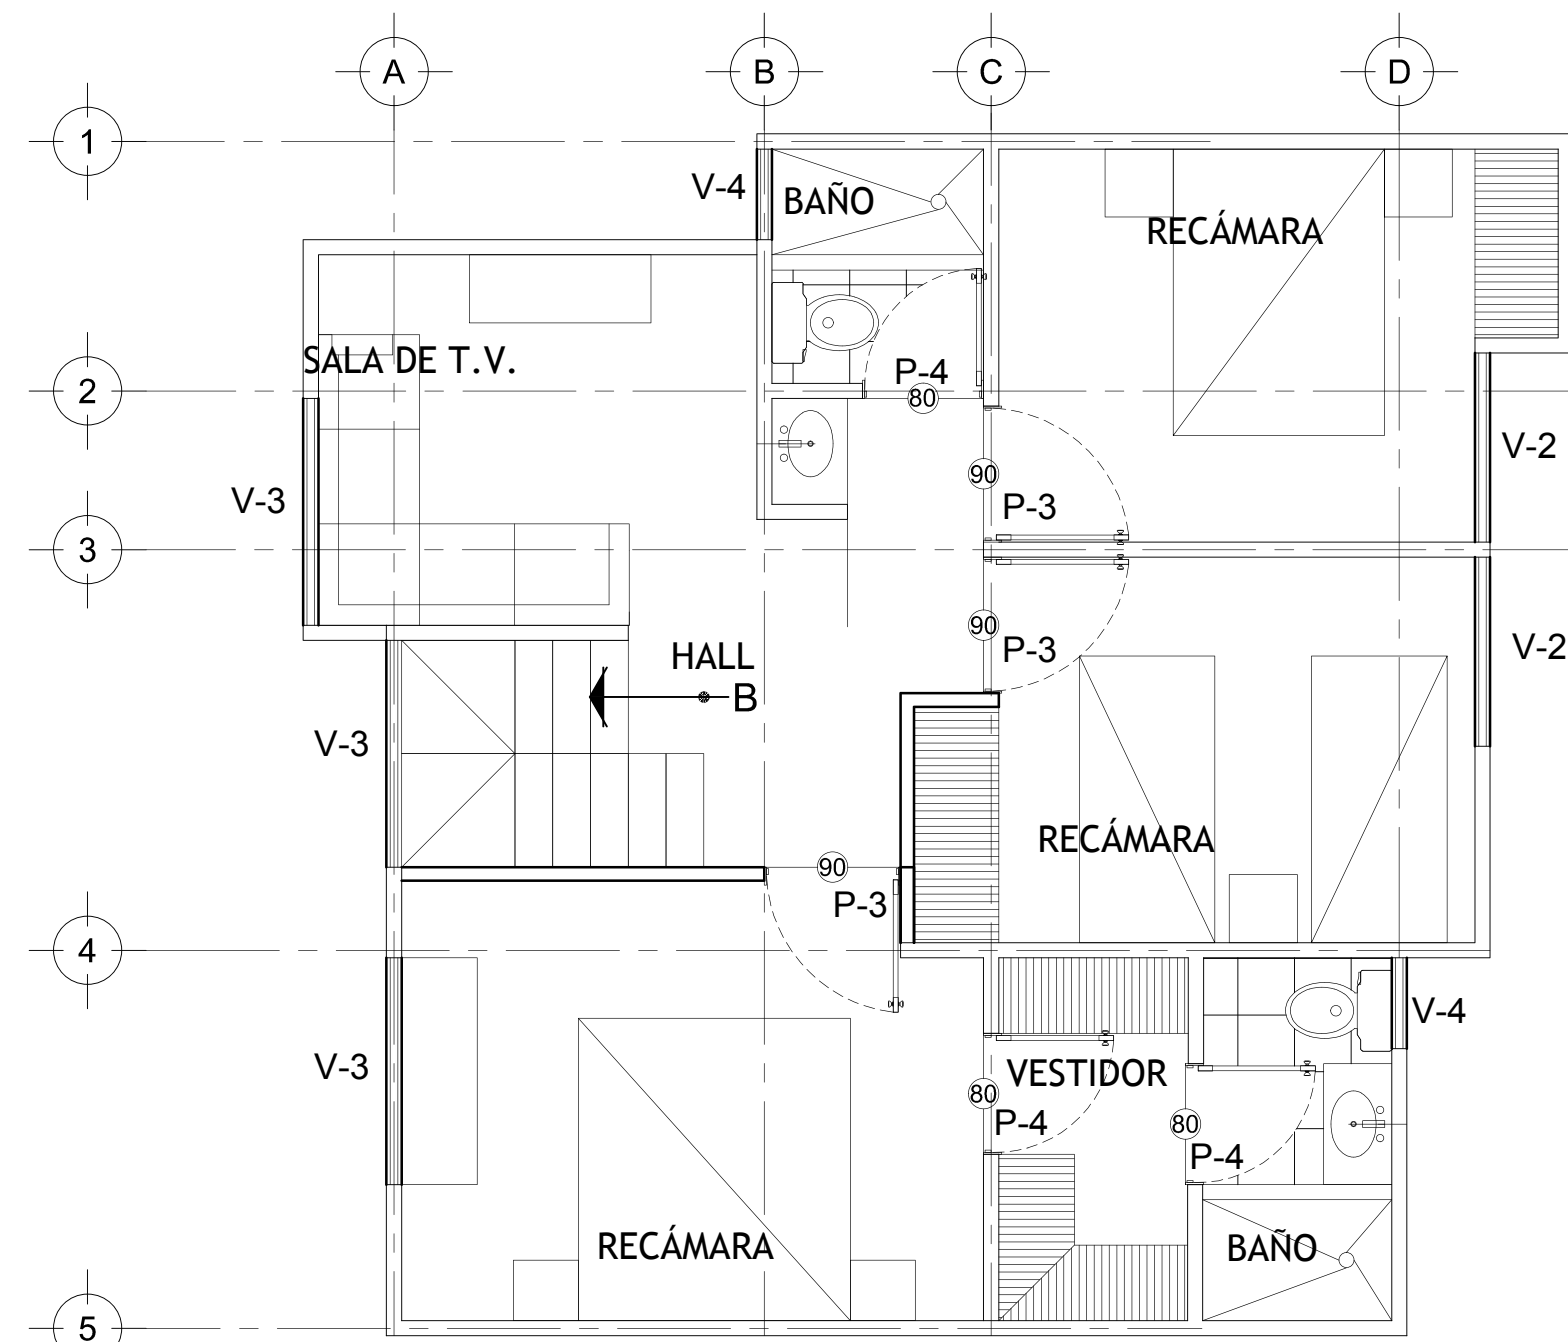 A
B
C
D
1
V-4
BAÑO
RECÁMARA
SALA DE T.V.
P-4
2
80
V-2
90
V-3
P-3
3
90
P-3
HALL
V-2
B
V-3
RECÁMARA
90
P-3
4
V-4
V-3
VESTIDOR
80
P-4
80
P-4
RECÁMARA
BAÑO
5